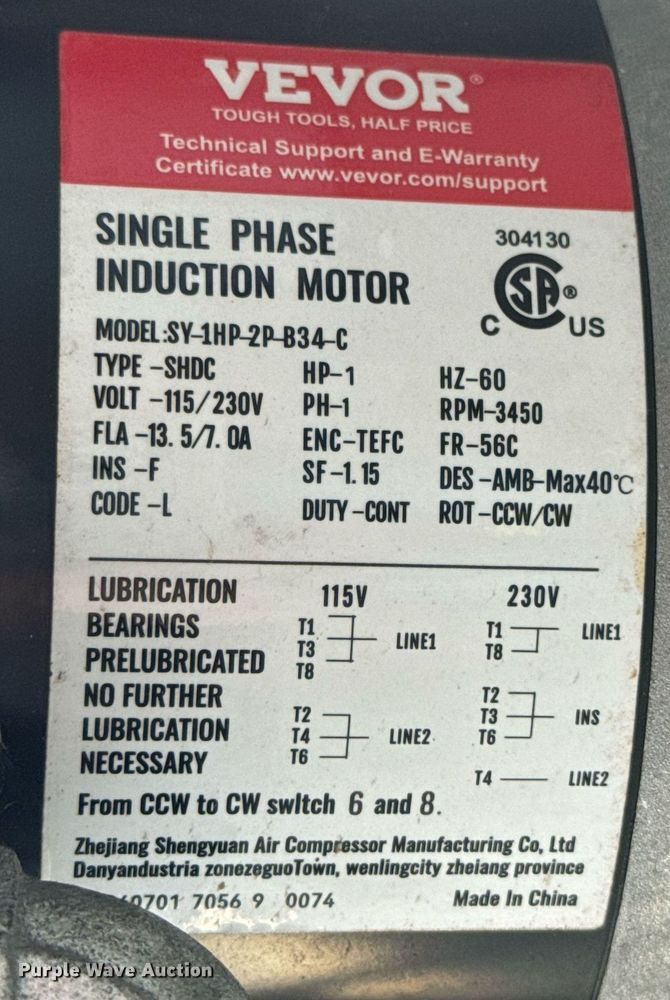 VEVOR®
TOUGH TOOLS, HALF PRICE
Technical Support and E-Warranty
Certificate www.vevor.com/support
SINGLE PHASE
INDUCTION MOTOR
304130
C SA® US
MODEL:SY-1HP-2P-B34-C
TYPE -SHDC HP-1 HZ-60
VOLT -115/230V PH-1 RPM-3450
FLA -13.5/7.0A ENC-TEFC FR-56C
INS -F SF-1.15 DES -AMB-Max40℃
CODE -L DUTY-CONT ROT-CCW/CW
LUBRICATION
BEARINGS
PRELUBRICATED
NO FURTHER
LUBRICATION
NECESSARY
115V
T1
T3 LINE1
T8
T2
T4 LINE2
T6
230V
T1 LINE1
T8
T2
T3 INS
T6
T4 LINE2
From CCW to CW switch 6 and 8.
Zhejiang Shengyuan Air Compressor Manufacturing Co, Ltd
Danyandustria zonezeguoTown, wenlingcity zheiang province
7056 9 0074 Made In China
Purple Wave Auction